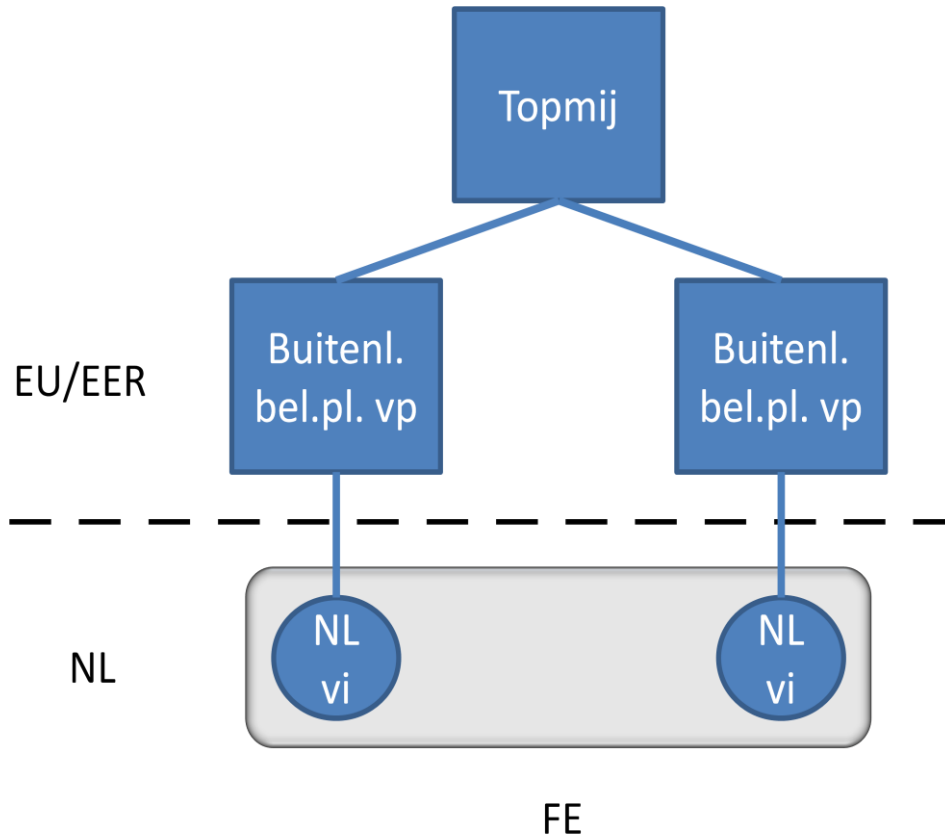 Topmij
EU/EER
Buitenl.
bel.pl. vp
Buitenl.
bel.pl. vp
NL
NL
vi
NL
vi
FE